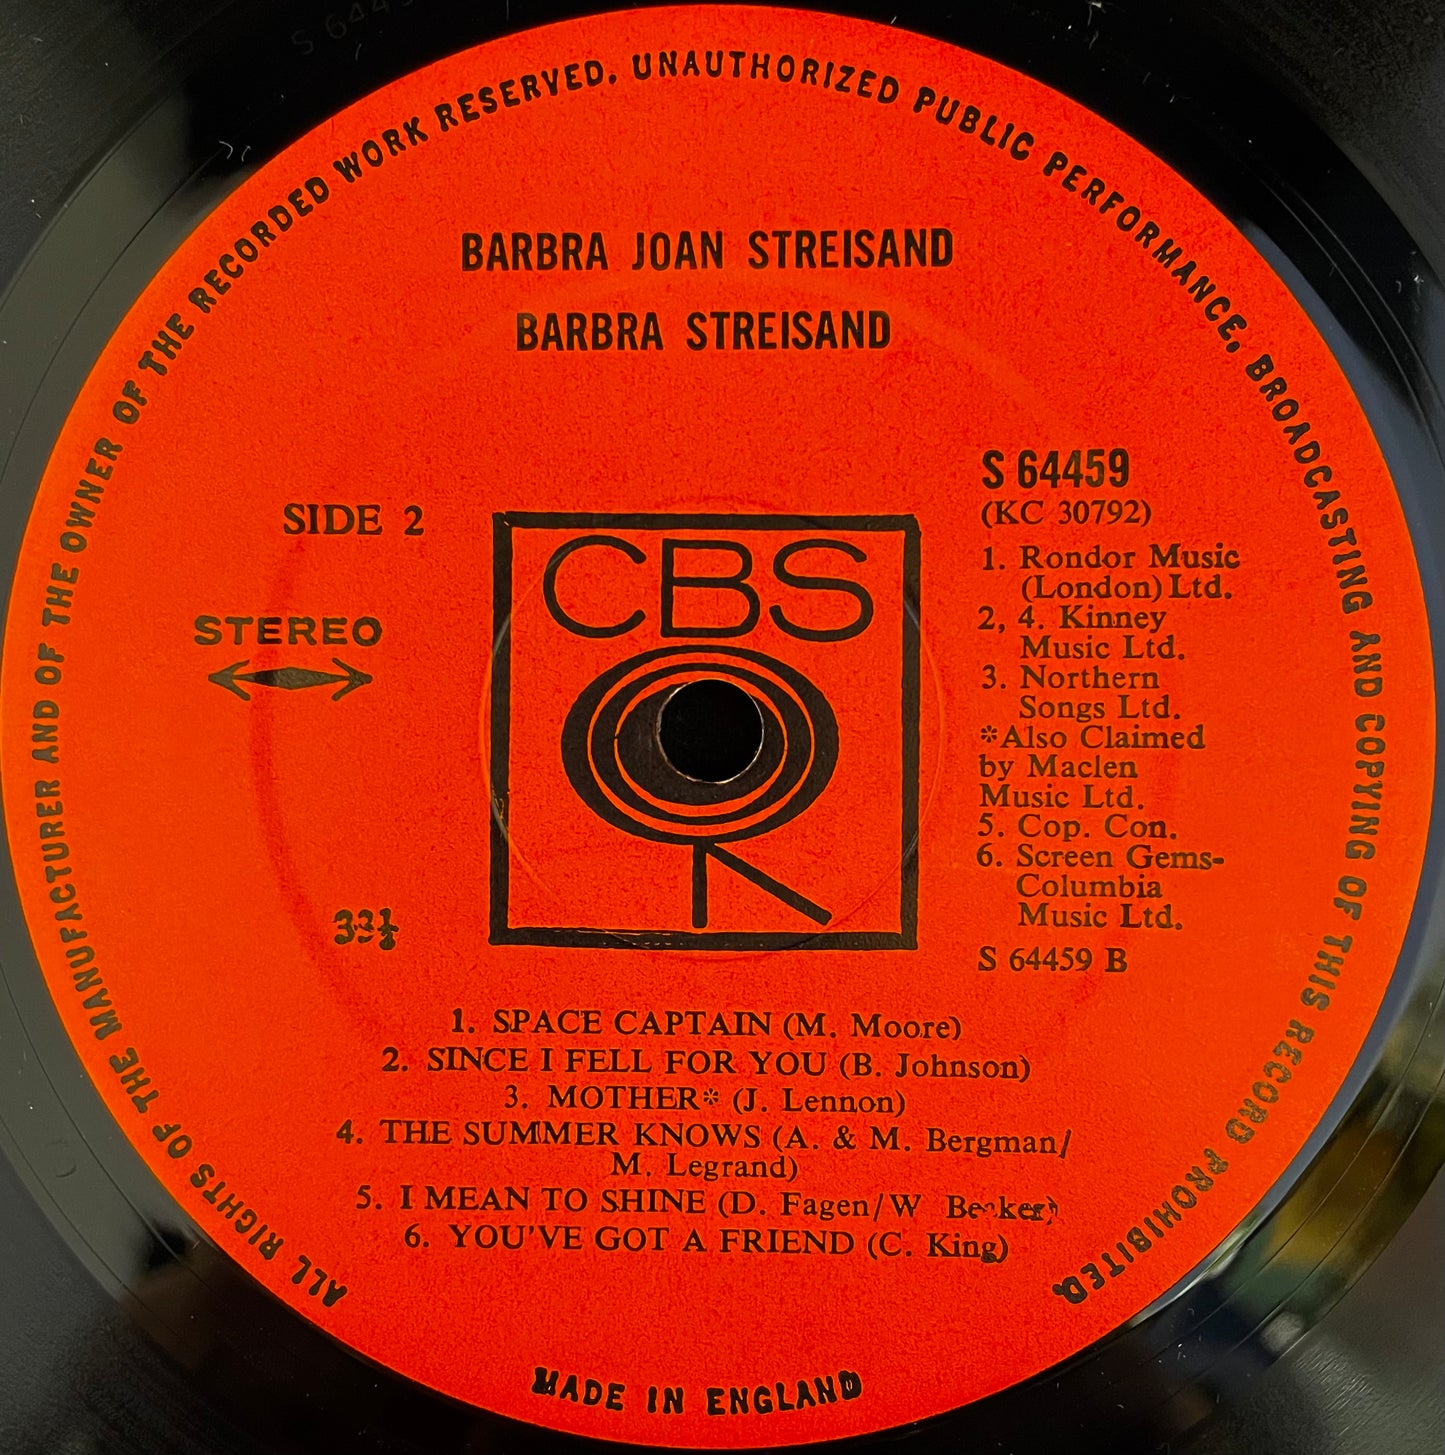 ALL RIGHTS OF THE MANUFACTURER AND OF THE OWNER OF THE RECORDED WORK RESERVED. UNAUTHORIZED PUBLIC PERFORMANCE, BROADCASTING AND COPYING OF THIS RECORD PROHIBITED.
BARBRA JOAN STREISAND
BARBRA STREISAND
SIDE 2
STEREO
33⅓
CBS
S 64459
(KC 30792)
1. Rondor Music
(London) Ltd.
2, 4. Kinney
Music Ltd.
3. Northern
Songs Ltd.
*Also Claimed
by Maclen
Music Ltd.
5. Cop. Con.
6. Screen Gems-
Columbia
Music Ltd.
S 64459 B
1. SPACE CAPTAIN (M. Moore)
2. SINCE I FELL FOR YOU (B. Johnson)
3. MOTHER* (J. Lennon)
4. THE SUMMER KNOWS (A. & M. Bergman/
M. Legrand)
5. I MEAN TO SHINE (D. Fagen/W Becker)
6. YOU'VE GOT A FRIEND (C. King)
MADE IN ENGLAND